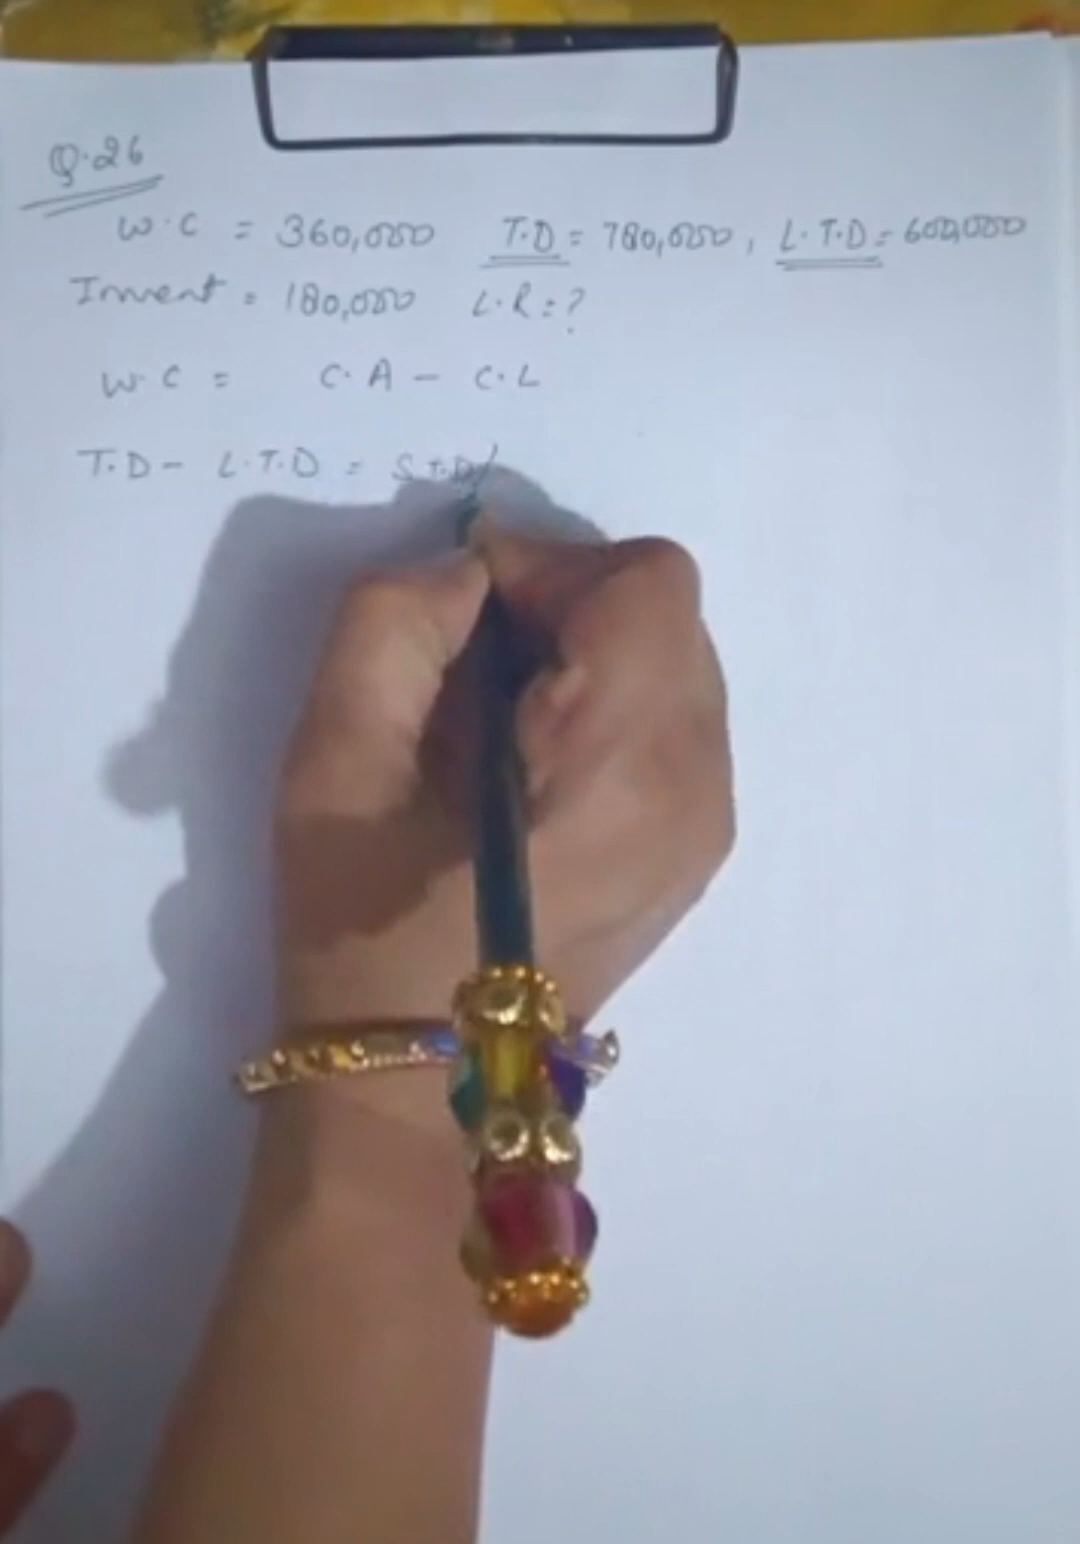 Q.26
W.C = 360,000 T.D = 780,000, L.T.D = 600,000
Invent = 180,000 L.R = ?
W.C = C.A - C.L
T.D - L.T.D = S.T.D/